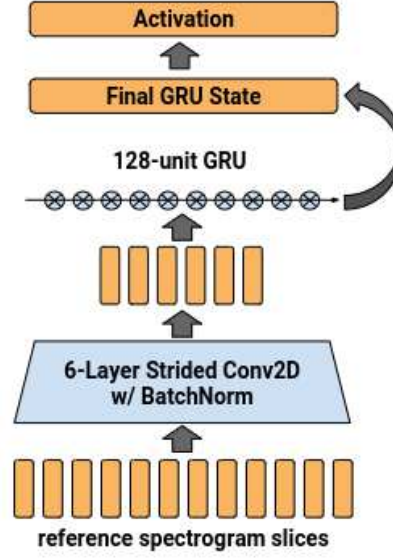 Activation
Final GRU State
128-unit GRU
6-Layer Strided Conv2D
w/ BatchNorm
reference spectrogram slices